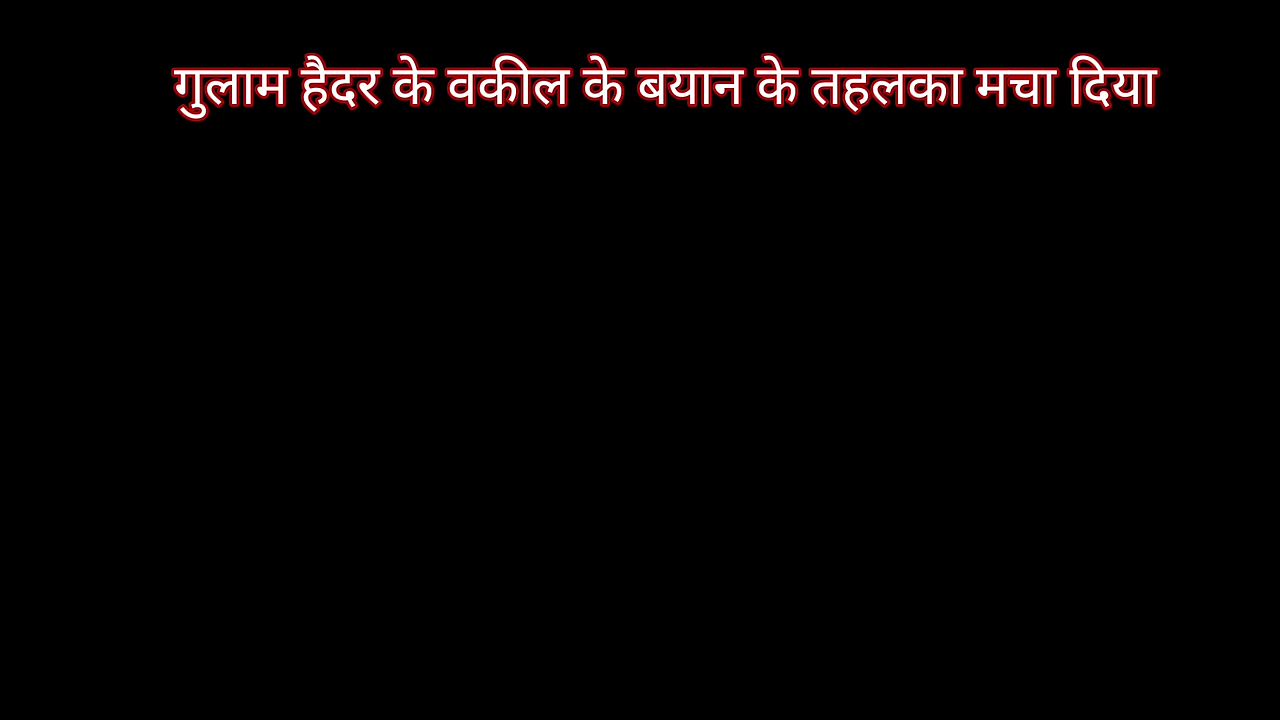 गुलाम हैदर के वकील के बयान के तहलका मचा दिया